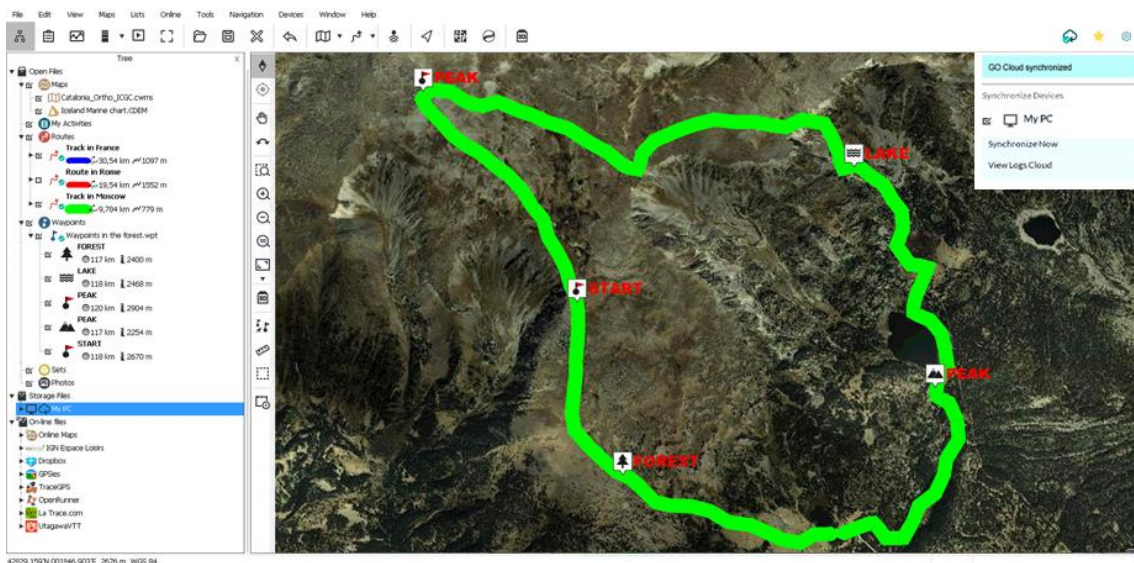 File Edit View Maps Lists Online Tools Navigation Devices Window Help
Tree X
Open Files
Maps
Catalonia_Ortho_ICGC.cwms
Iceland Marine chart.CDEM
My Activities
Routes
Track in France
30,54 km 1097 m
Route in Rome
19,54 km 1552 m
Track in Moscow
9,784 km 779 m
Waypoints
Waypoints in the forest.wpt
FOREST
117 km 2400 m
LAKE
118 km 2468 m
PEAK
120 km 2904 m
PEAK
117 km 2254 m
START
118 km 2670 m
Sets
Photos
Storage Files
My PC
On-line files
Online Maps
IGN Espace Loisirs
Dropbox
GPSies
TraceGPS
OpenRunner
La Trace.com
UtagawaVTT
PEAK
LAKE
START
PEAK
FOREST
GO Cloud synchronized
Synchronize Devices
My PC
Synchronize Now
View Logs Cloud